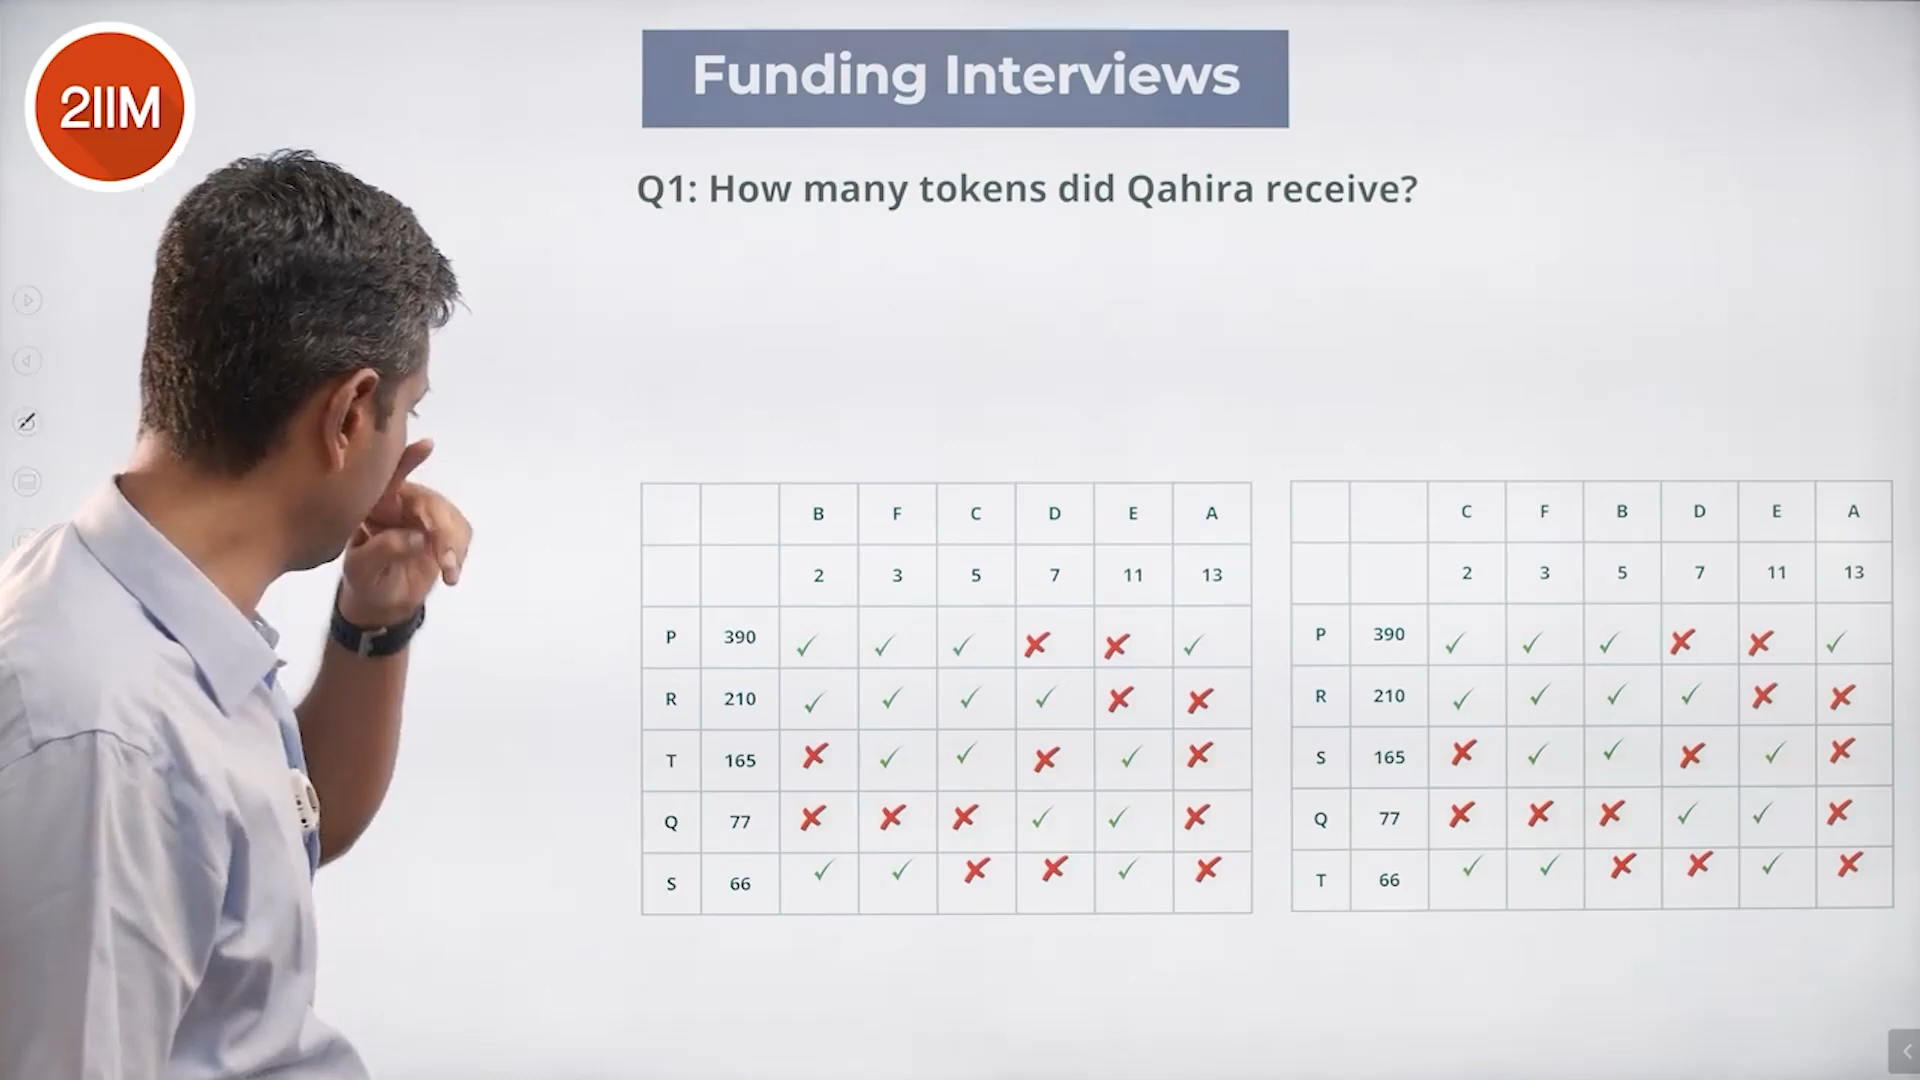 2IIM
Funding Interviews
Q1: How many tokens did Qahira receive?
B F C D E A
2 3 5 7 11 13
P 390 ✓ ✓ ✓ ✗ ✗ ✓
R 210 ✓ ✓ ✓ ✓ ✗ ✗
T 165 ✗ ✓ ✓ ✗ ✓ ✗
Q 77 ✗ ✗ ✗ ✓ ✓ ✗
S 66 ✓ ✓ ✗ ✗ ✓ ✗
C F B D E A
2 3 5 7 11 13
P 390 ✓ ✓ ✓ ✗ ✗ ✓
R 210 ✓ ✓ ✓ ✓ ✗ ✗
S 165 ✗ ✓ ✓ ✗ ✓ ✗
Q 77 ✗ ✗ ✗ ✓ ✓ ✗
T 66 ✓ ✓ ✗ ✗ ✓ ✗